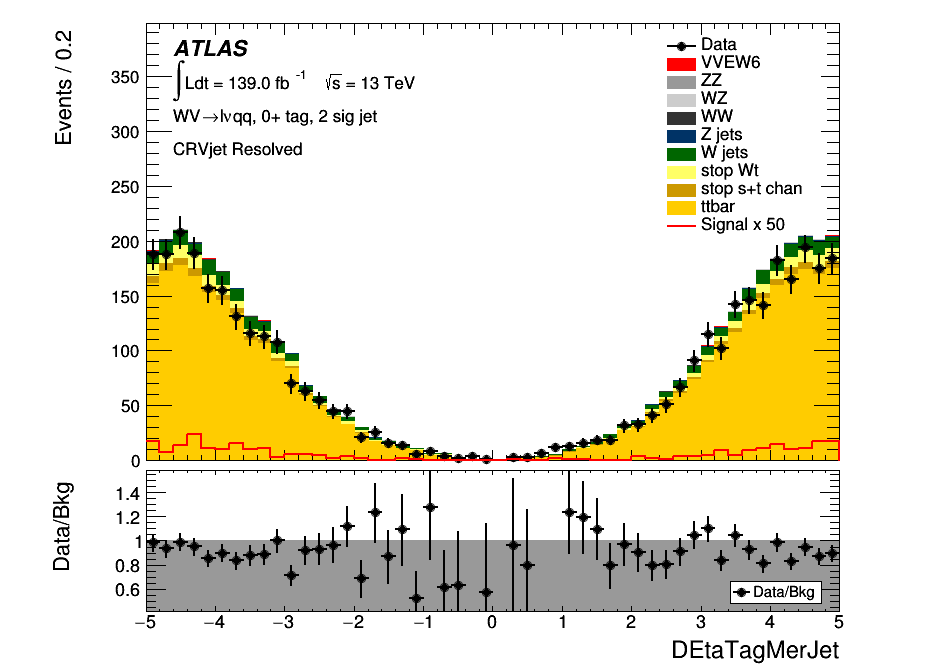 ATLAS
∫Ldt = 139.0 fb⁻¹ √s = 13 TeV
WV→lνqq, 0+ tag, 2 sig jet
CRVjet Resolved
Data
VVEW6
ZZ
WZ
WW
Z jets
W jets
stop Wt
stop s+t chan
ttbar
Signal x 50
Events / 0.2
350
300
250
200
150
100
50
0
Data/Bkg
1.4
1.2
1
0.8
0.6
Data/Bkg
−5 −4 −3 −2 −1 0 1 2 3 4 5
DEtaTagMerJet